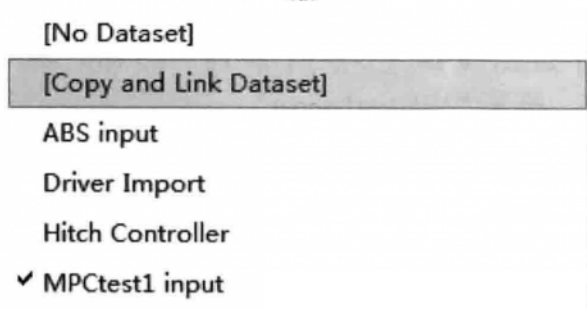 [No Dataset]
[Copy and Link Dataset]
ABS input
Driver Import
Hitch Controller
✓ MPCtest1 input